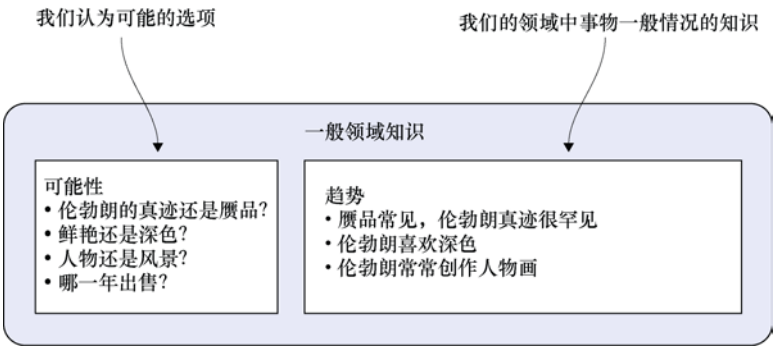 我们认为可能的选项
我们的领域中事物一般情况的知识
一般领域知识
可能性
• 伦勃朗的真迹还是赝品？
• 鲜艳还是深色？
• 人物还是风景？
• 哪一年出售？
趋势
• 赝品常见，伦勃朗真迹很罕见
• 伦勃朗喜欢深色
• 伦勃朗常常创作人物画